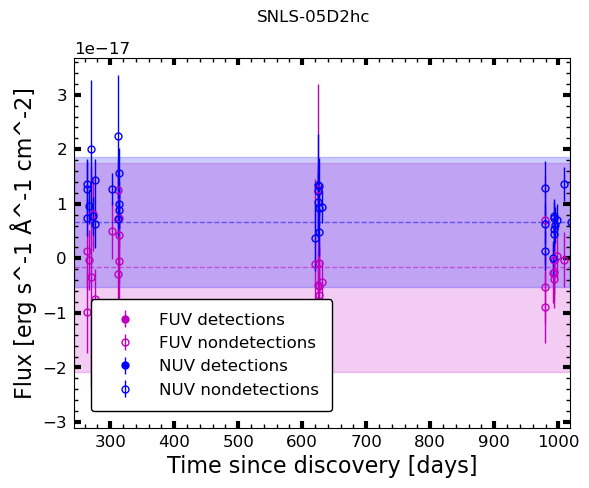 SNLS-05D2hc
1e−17
3
2
1
0
−1
−2
−3
Flux [erg s^-1 Å^-1 cm^-2]
FUV detections
FUV nondetections
NUV detections
NUV nondetections
300 400 500 600 700 800 900 1000
Time since discovery [days]